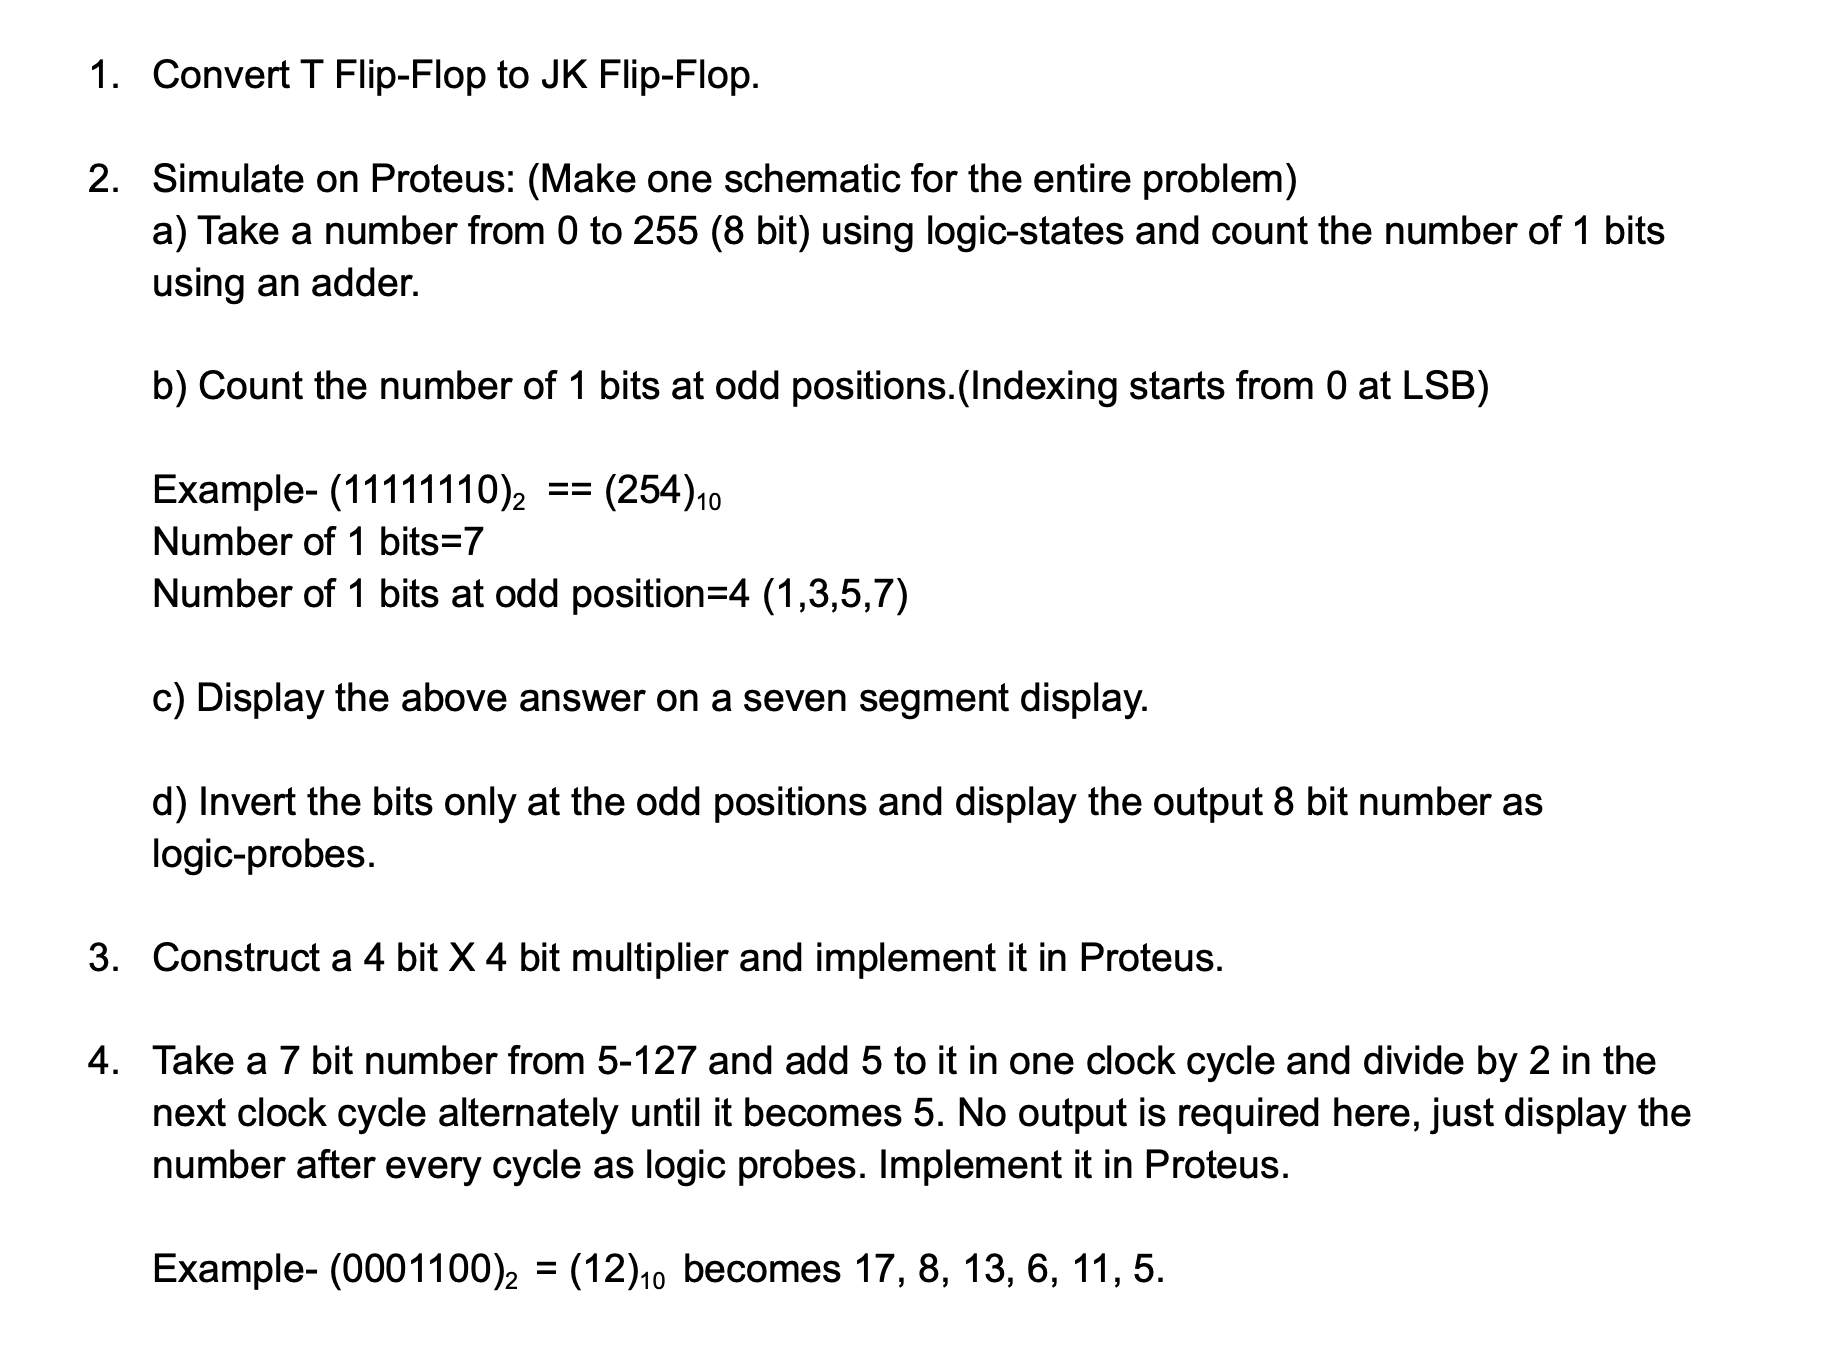 1. Convert T Flip-Flop to JK Flip-Flop.
2. Simulate on Proteus: (Make one schematic for the entire problem)
a) Take a number from 0 to 255 (8 bit) using logic-states and count the number of 1 bits
using an adder.
b) Count the number of 1 bits at odd positions.(Indexing starts from 0 at LSB)
Example- (11111110)₂ == (254)₁₀
Number of 1 bits=7
Number of 1 bits at odd position=4 (1,3,5,7)
c) Display the above answer on a seven segment display.
d) Invert the bits only at the odd positions and display the output 8 bit number as
logic-probes.
3. Construct a 4 bit X 4 bit multiplier and implement it in Proteus.
4. Take a 7 bit number from 5-127 and add 5 to it in one clock cycle and divide by 2 in the
next clock cycle alternately until it becomes 5. No output is required here, just display the
number after every cycle as logic probes. Implement it in Proteus.
Example- (0001100)₂ = (12)₁₀ becomes 17, 8, 13, 6, 11, 5.